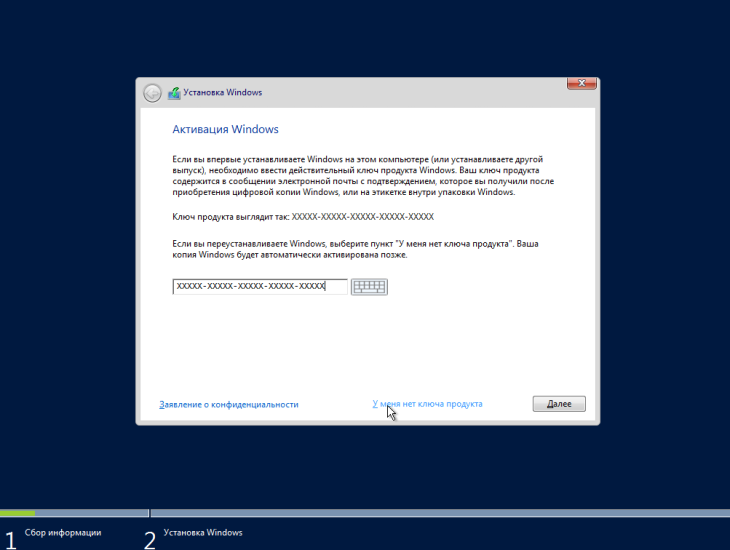 Установка Windows
Активация Windows
Если вы впервые устанавливаете Windows на этом компьютере (или устанавливаете другой
выпуск), необходимо ввести действительный ключ продукта Windows. Ваш ключ продукта
содержится в сообщении электронной почты с подтверждением, которое вы получили после
приобретения цифровой копии Windows, или на этикетке внутри упаковки Windows.
Ключ продукта выглядит так: XXXXX-XXXXX-XXXXX-XXXXX-XXXXX
Если вы переустанавливаете Windows, выберите пункт "У меня нет ключа продукта". Ваша
копия Windows будет автоматически активирована позже.
XXXXX-XXXXX-XXXXX-XXXXX-XXXXX
Заявление о конфиденциальности
У меня нет ключа продукта
Далее
1 Сбор информации
2 Установка Windows